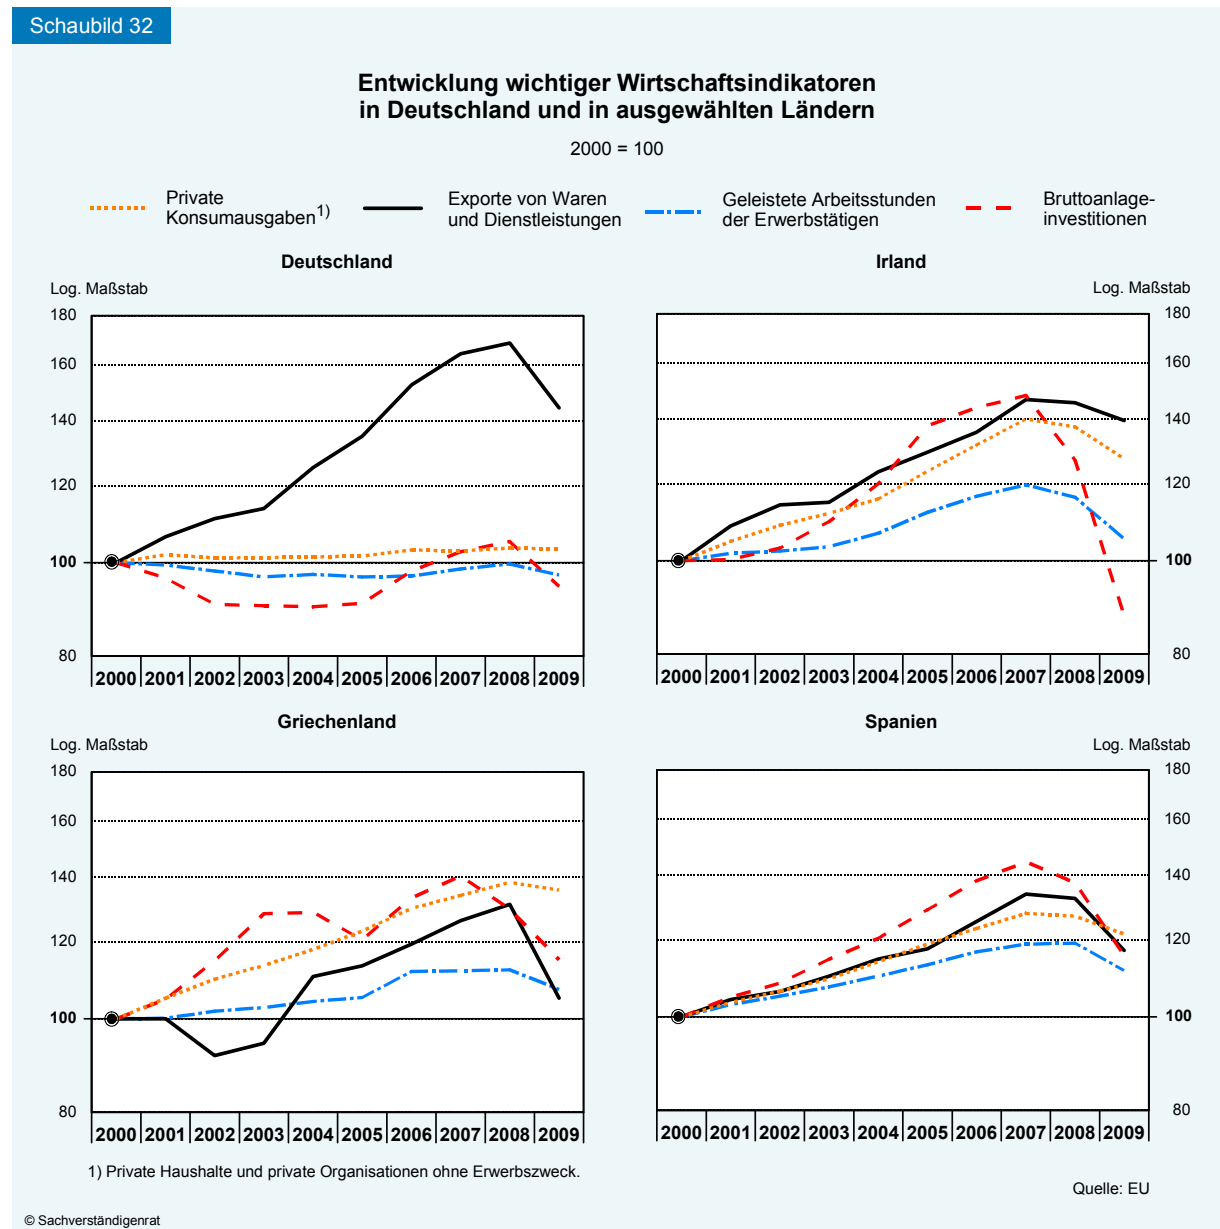 Schaubild 32
Entwicklung wichtiger Wirtschaftsindikatoren
in Deutschland und in ausgewählten Ländern
2000 = 100
Private
Konsumausgaben1)
Exporte von Waren
und Dienstleistungen
Geleistete Arbeitsstunden
der Erwerbstätigen
Bruttoanlage-
investitionen
Deutschland
Log. Maßstab
180
160
140
120
100
80
2000 2001 2002 2003 2004 2005 2006 2007 2008 2009
Irland
Log. Maßstab
180
160
140
120
100
80
2000 2001 2002 2003 2004 2005 2006 2007 2008 2009
Griechenland
Log. Maßstab
180
160
140
120
100
80
2000 2001 2002 2003 2004 2005 2006 2007 2008 2009
Spanien
Log. Maßstab
180
160
140
120
100
80
2000 2001 2002 2003 2004 2005 2006 2007 2008 2009
1) Private Haushalte und private Organisationen ohne Erwerbszweck.
Quelle: EU
© Sachverständigenrat